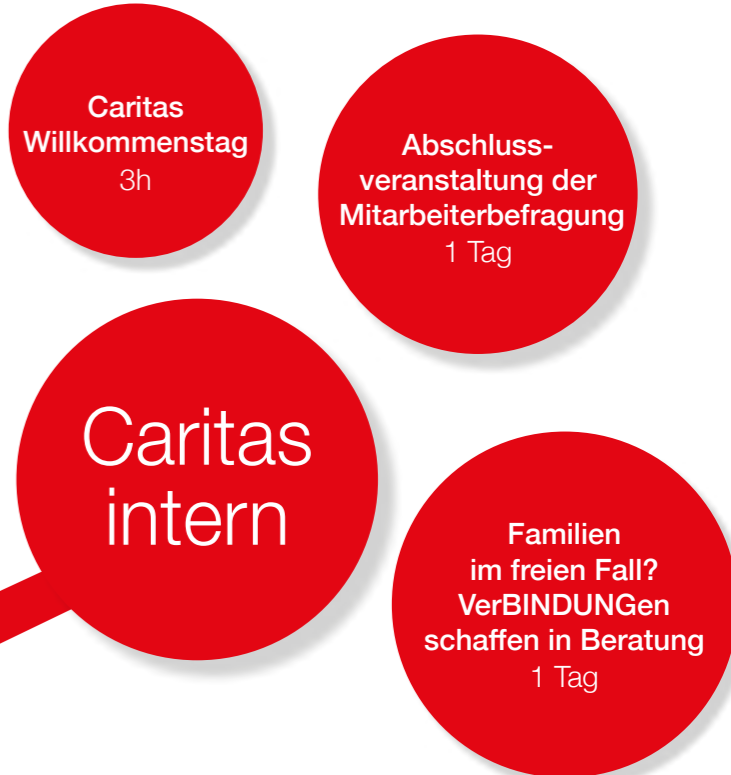 Caritas
Willkommenstag
3h
Abschluss-
veranstaltung der
Mitarbeiterbefragung
1 Tag
Caritas
intern
Familien
im freien Fall?
VerBINDUNGen
schaffen in Beratung
1 Tag